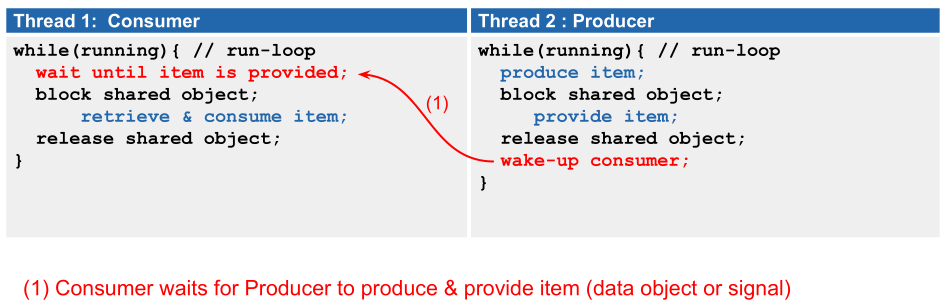 Thread 1:  Consumer
while(running){ // run-loop
wait until item is provided;
block shared object;
retrieve & consume item;
release shared object;
}
Thread 2 : Producer
while(running){ // run-loop
produce item;
block shared object;
provide item;
release shared object;
wake-up consumer;
}
(1)
(1) Consumer waits for Producer to produce & provide item (data object or signal)